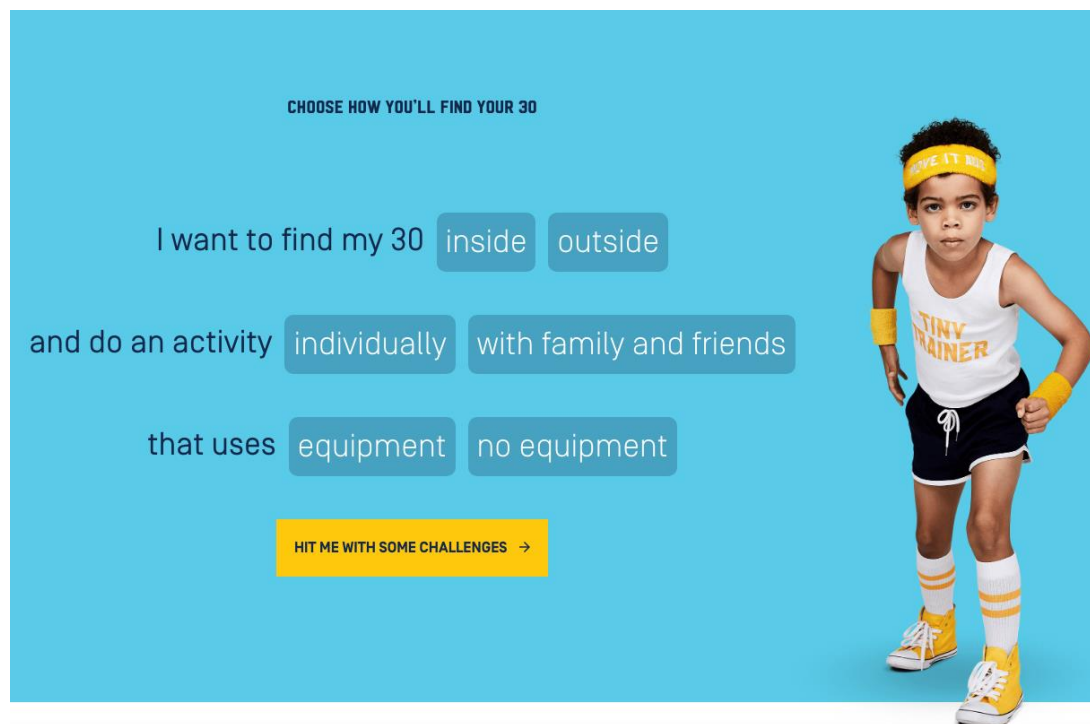 CHOOSE HOW YOU'LL FIND YOUR 30
I want to find my 30 inside outside
and do an activity individually with family and friends
that uses equipment no equipment
HIT ME WITH SOME CHALLENGES →
MOVE IT
TINY
TRAINER